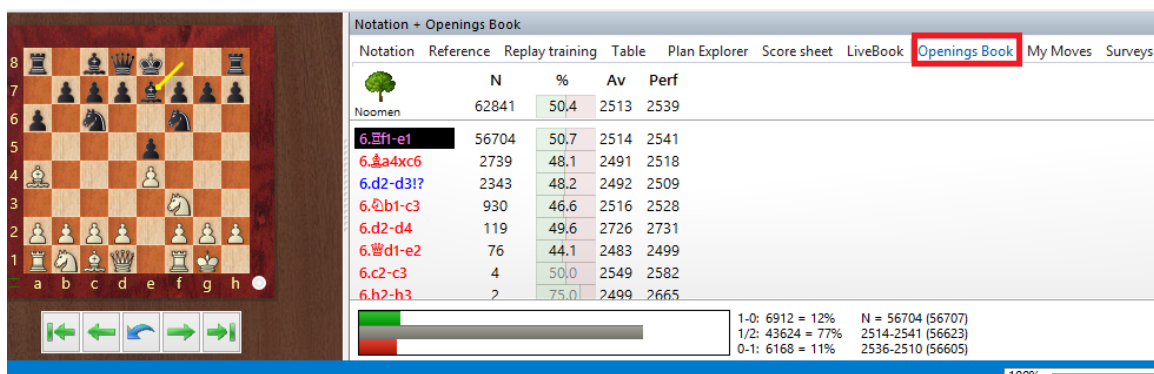 Notation + Openings Book
Notation Reference Replay training Table Plan Explorer Score sheet LiveBook Openings Book My Moves Surveys
N % Av Perf
Noomen 62841 50.4 2513 2539
6.♖f1-e1 56704 50.7 2514 2541
6.♗a4xc6 2739 48.1 2491 2518
6.d2-d3!? 2343 48.2 2492 2509
6.♘b1-c3 930 46.6 2516 2528
6.d2-d4 119 49.6 2726 2731
6.♕d1-e2 76 44.1 2483 2499
6.c2-c3 4 50.0 2549 2582
6.h2-h3 2 75.0 2499 2665
8
7
6
5
4
3
2
1
a b c d e f g h
1-0: 6912 = 12% N = 56704 (56707)
1/2: 43624 = 77% 2514-2541 (56623)
0-1: 6168 = 11% 2536-2510 (56605)